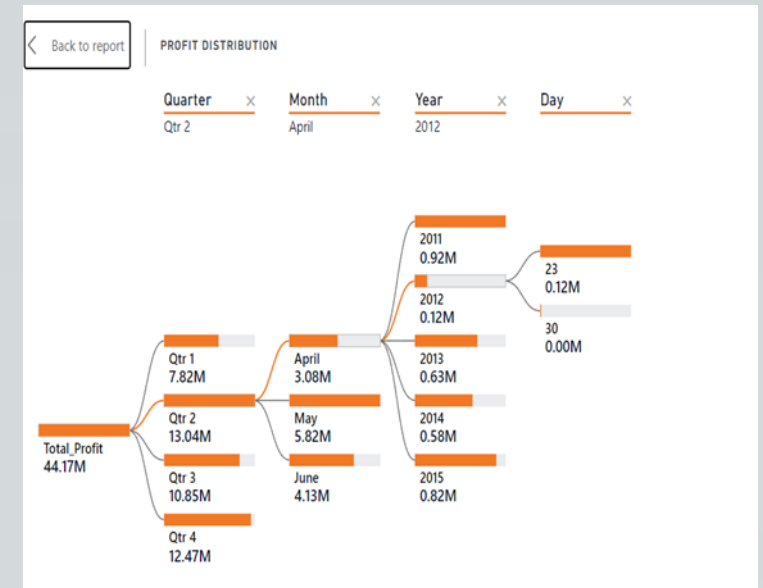 Back to report
PROFIT DISTRIBUTION
Quarter
Month
Year
Day
Qtr 2
April
2012
Total_Profit
44.17M
Qtr 1
7.82M
Qtr 2
13.04M
Qtr 3
10.85M
Qtr 4
12.47M
April
3.08M
May
5.82M
June
4.13M
2011
0.92M
2012
0.12M
2013
0.63M
2014
0.58M
2015
0.82M
23
0.12M
30
0.00M